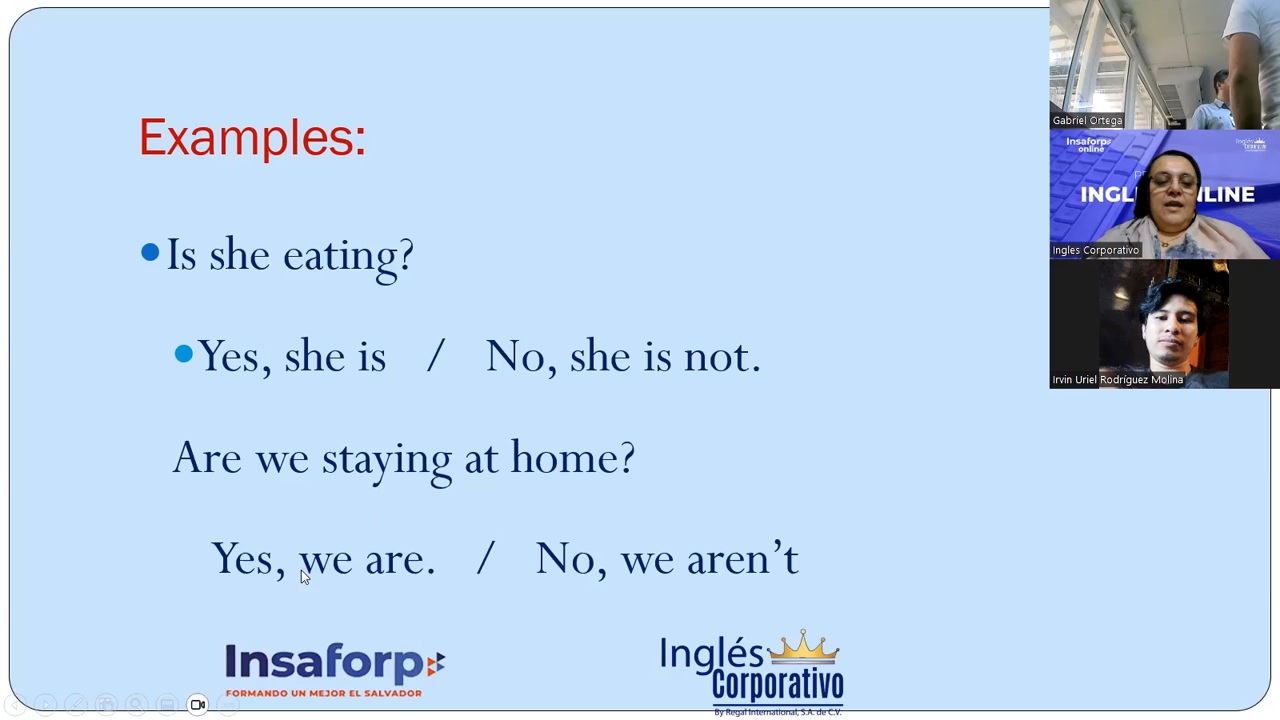 Examples:
Is she eating?
Yes, she is / No, she is not.
Are we staying at home?
Yes, we are. / No, we aren't
Insaforp
FORMANDO UN MEJOR EL SALVADOR
Inglés
Corporativo
By Regal International, S.A. de C.V.
Gabriel Ortega
Insaforp
online
INGL LINE
Ingles Corporativo
Irvin Uriel Rodríguez Molina